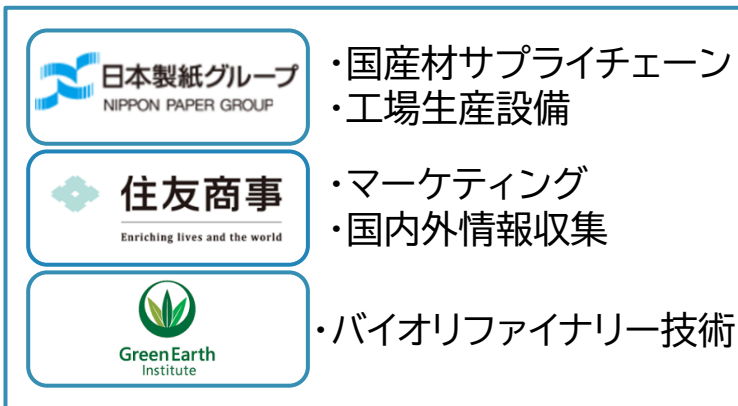 日本製紙グループ
NIPPON PAPER GROUP
・国産材サプライチェーン
・工場生産設備
住友商事
Enriching lives and the world
・マーケティング
・国内外情報収集
Green Earth
Institute
・バイオリファイナリー技術